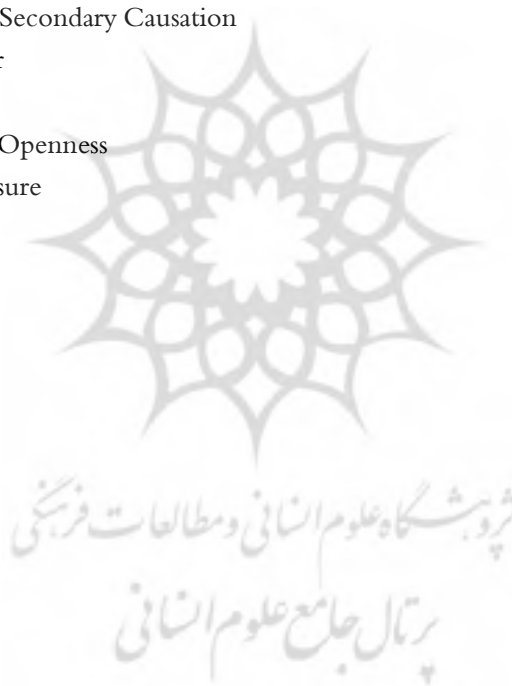 Secondary Causation
r
Openness
sure
پژوهشگاه علوم انسانی و مطالعات فرهنگی
پرتال جامع علوم انسانی